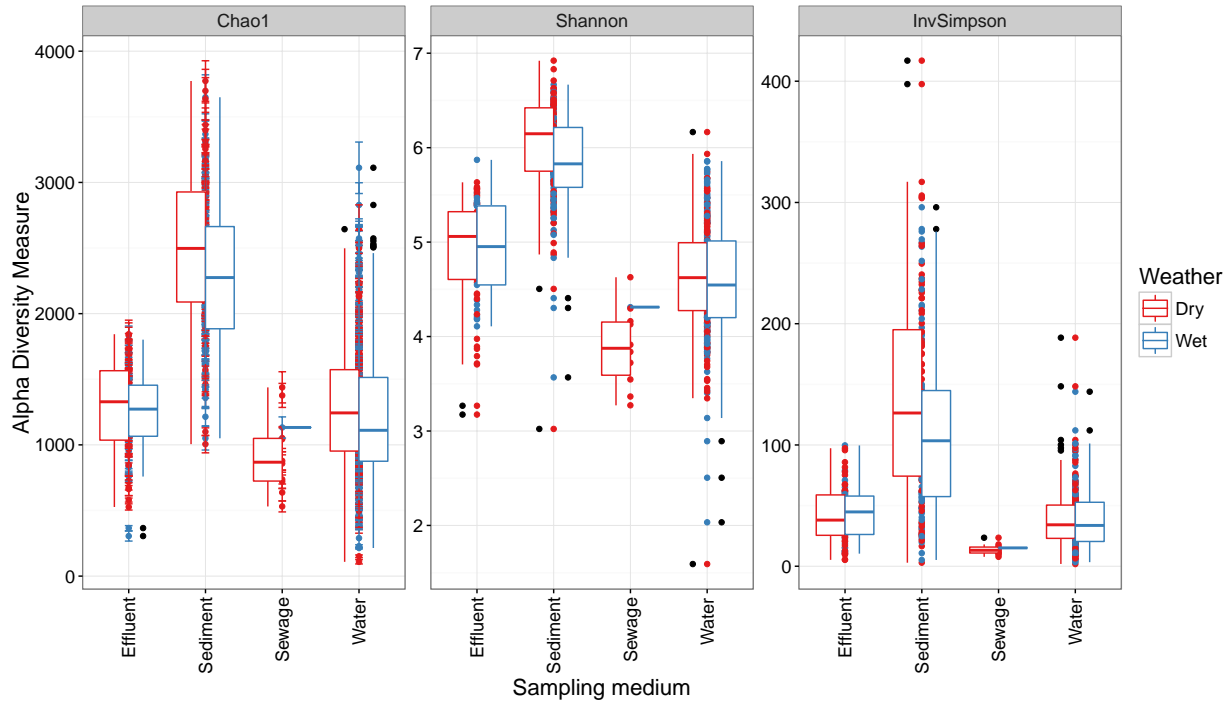 Chao1
Shannon
InvSimpson
Alpha Diversity Measure
4000
3000
2000
1000
0
7
6
5
4
3
2
400
300
200
100
0
Effluent
Sediment
Sewage
Water
Effluent
Sediment
Sewage
Water
Effluent
Sediment
Sewage
Water
Sampling medium
Weather
Dry
Wet